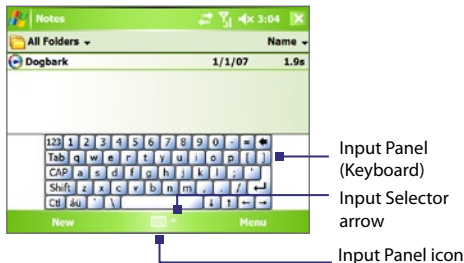 Notes 3:04
All Folders Name
Dogbark 1/1/07 1.9s
123 1 2 3 4 5 6 7 8 9 0 - =
Tab q w e r t y u i o p [ ]
CAP a s d f g h j k l ; '
Shift z x c v b n m , . /
Ctl áü ` \
New Menu
Input Panel
(Keyboard)
Input Selector
arrow
Input Panel icon